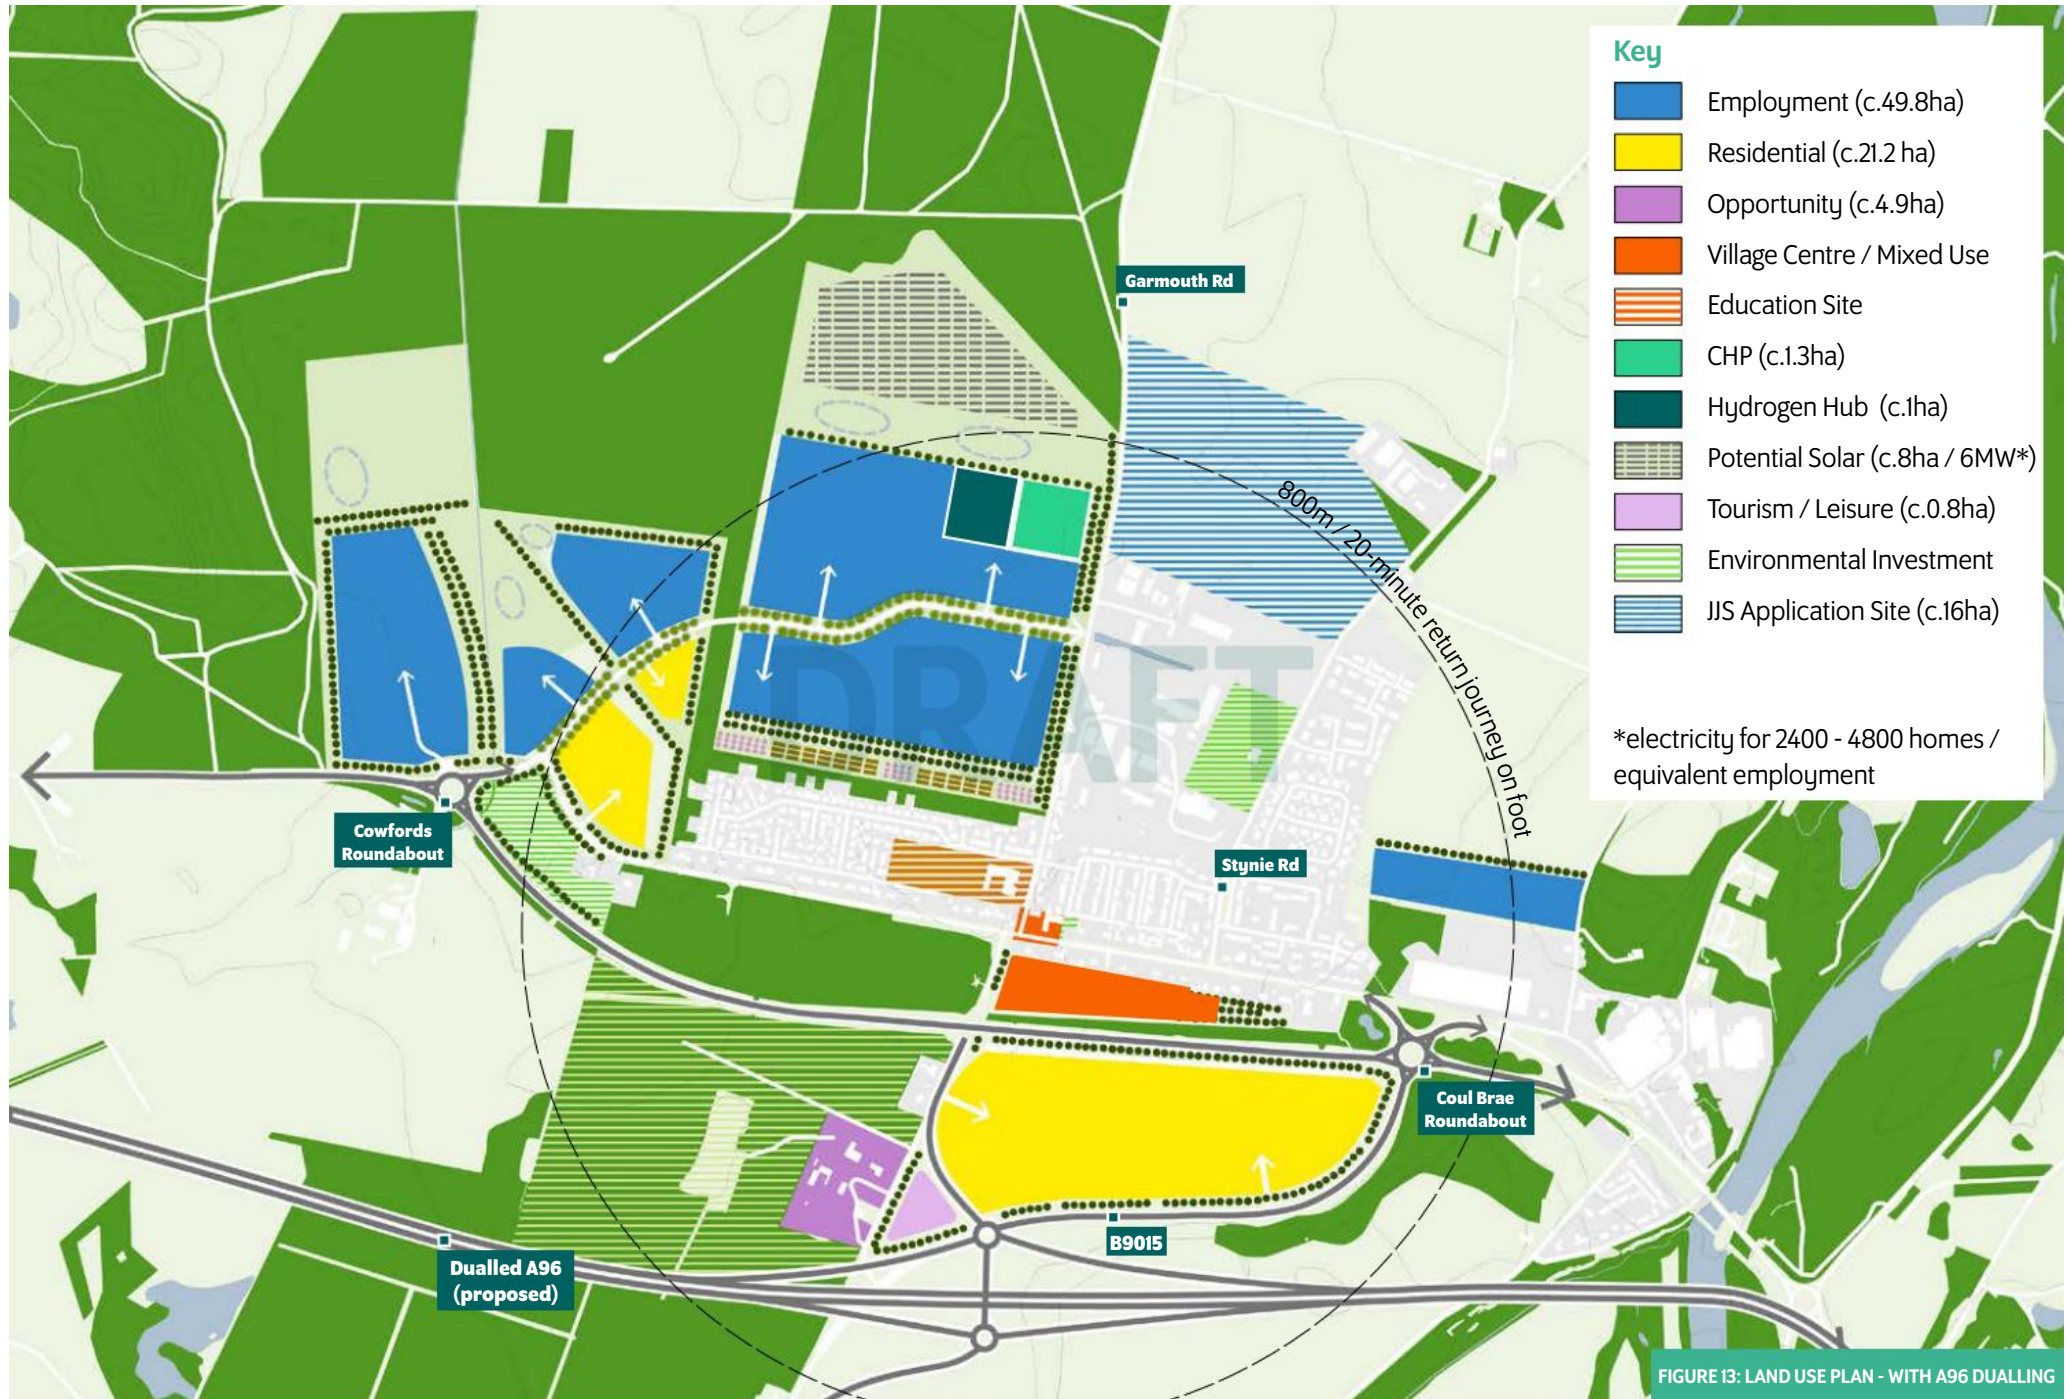 Key
Employment (c.49.8ha)
Residential (c.21.2 ha)
Opportunity (c.4.9ha)
Village Centre / Mixed Use
Education Site
CHP (c.1.3ha)
Hydrogen Hub (c.1ha)
Potential Solar (c.8ha / 6MW*)
Tourism / Leisure (c.0.8ha)
Environmental Investment
JJS Application Site (c.16ha)
*electricity for 2400 - 4800 homes /
equivalent employment
Garmouth Rd
800m / 20-minute return journey on foot
DRAFT
Cowfords
Roundabout
Stynie Rd
Coul Brae
Roundabout
B9015
Dualled A96
(proposed)
FIGURE 13: LAND USE PLAN - WITH A96 DUALLING